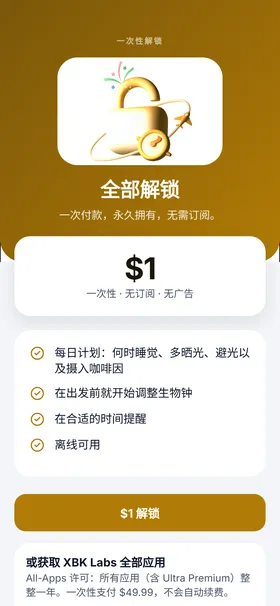 一次性解锁
全部解锁
一次付款，永久拥有，无需订阅。
$1
一次性 · 无订阅 · 无广告
每日计划：何时睡觉、多晒光、避光以
及摄入咖啡因
在出发前就开始调整生物钟
在合适的时间提醒
离线可用
$1 解锁
或获取 XBK Labs 全部应用
All-Apps 许可：所有应用（含 Ultra Premium）整
整一年。一次性支付 $49.99，不会自动续费。